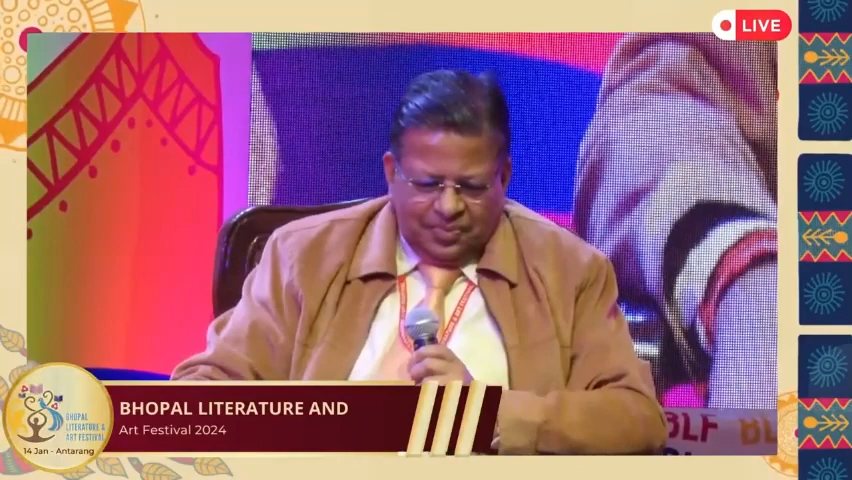 LIVE
BHOPAL LITERATURE AND
Art Festival 2024
BHOPAL
LITERATURE &
ART FESTIVAL
14 Jan - Antarang
BLF